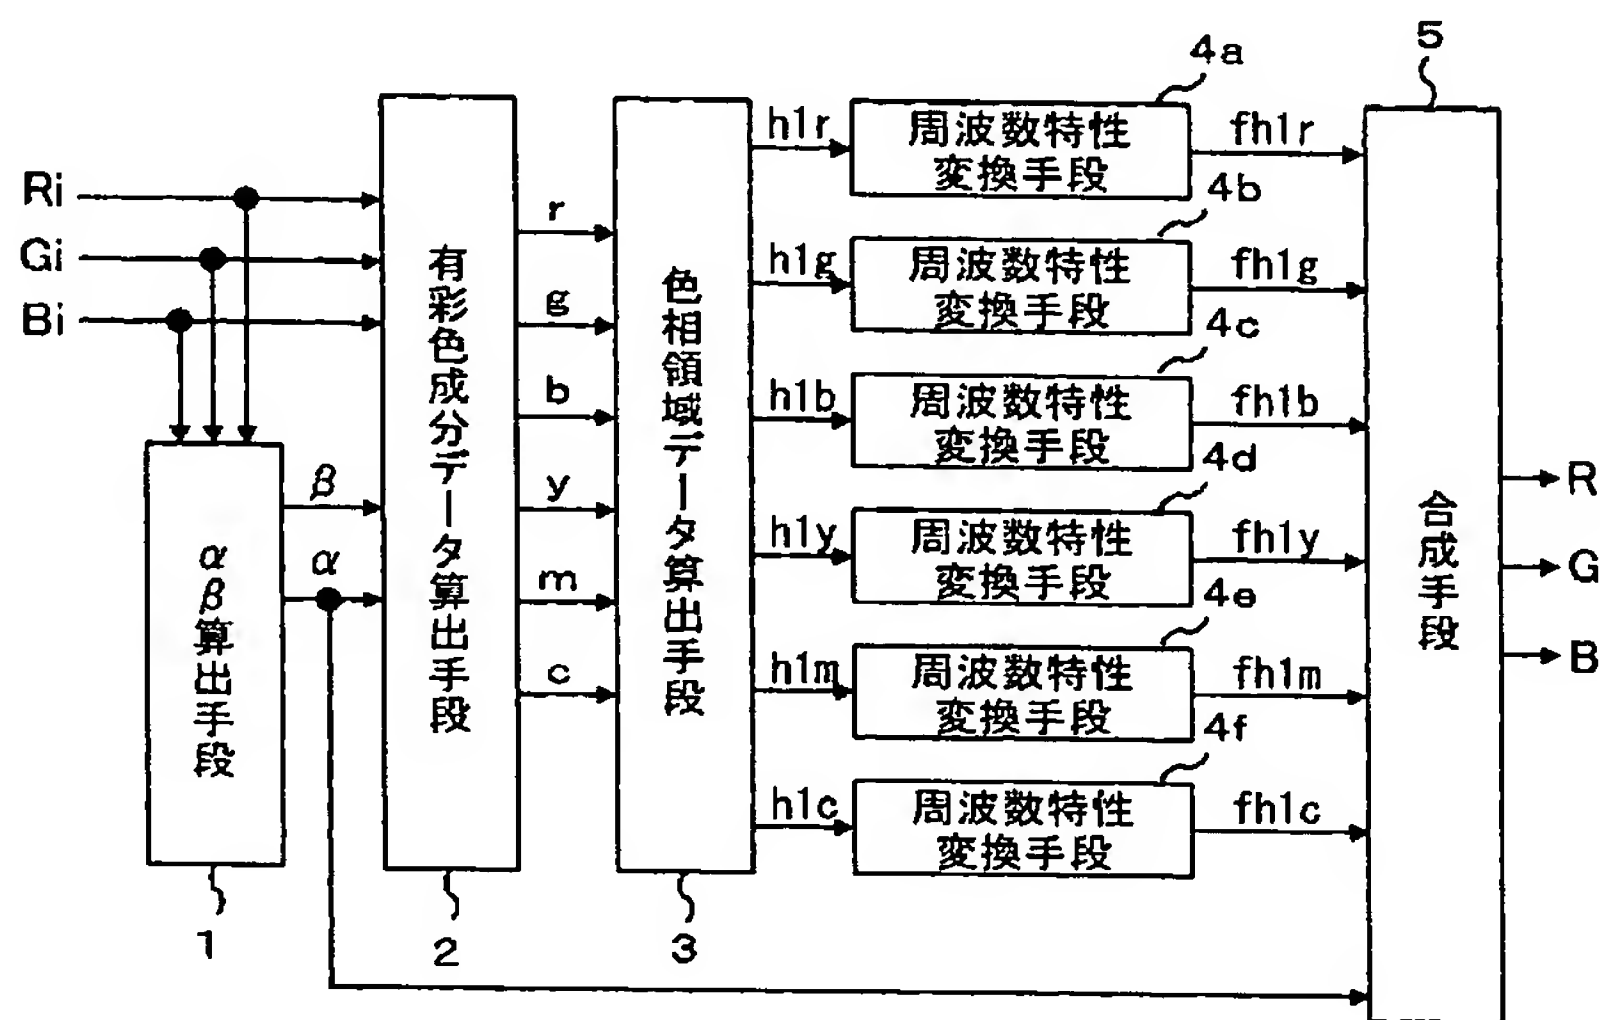 4a
5
h1r
周波数特性
変換手段
fh1r
Ri
Gi
Bi
r
g
b
y
m
c
4b
h1g
周波数特性
変換手段
fh1g
4c
h1b
周波数特性
変換手段
fh1b
4d
h1y
周波数特性
変換手段
fh1y
4e
h1m
周波数特性
変換手段
fh1m
4f
h1c
周波数特性
変換手段
fh1c
β
α
αβ算出手段
有彩色成分データ算出手段
色相領域データ算出手段
合成手段
R
G
B
1
2
3